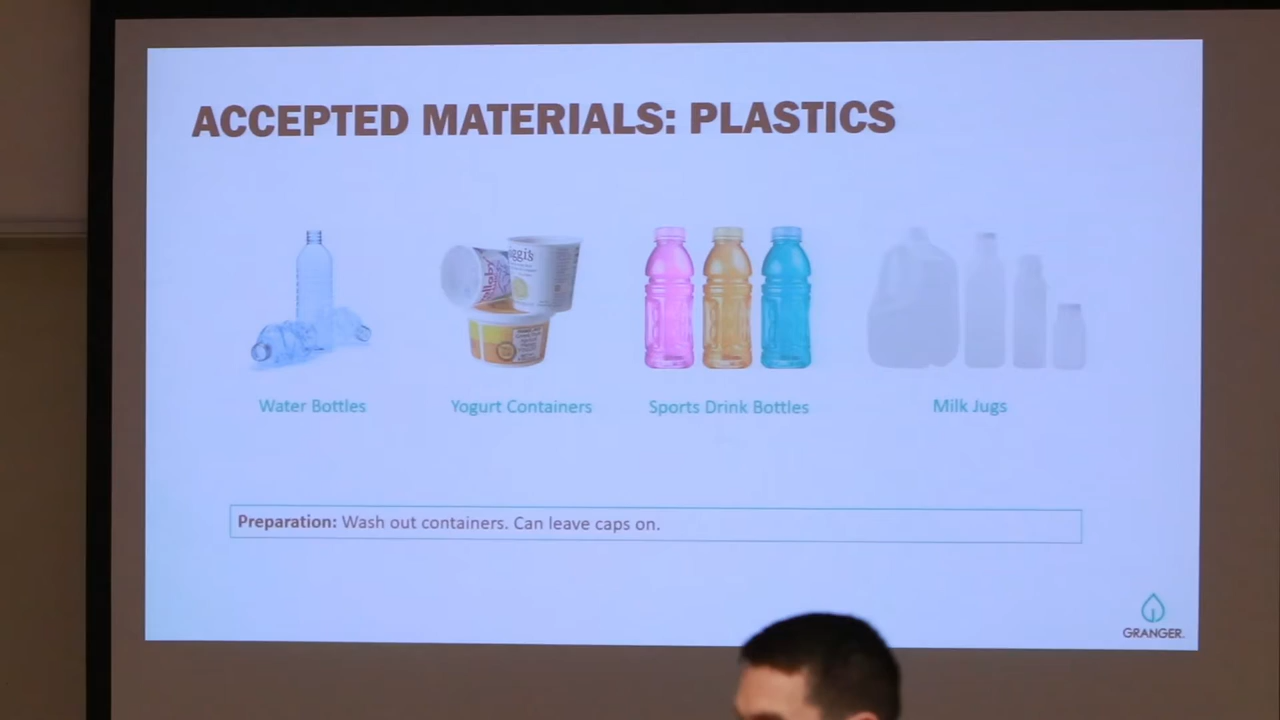 ACCEPTED MATERIALS: PLASTICS
Water Bottles
Yogurt Containers
Sports Drink Bottles
Milk Jugs
Preparation: Wash out containers. Can leave caps on.
GRANGER